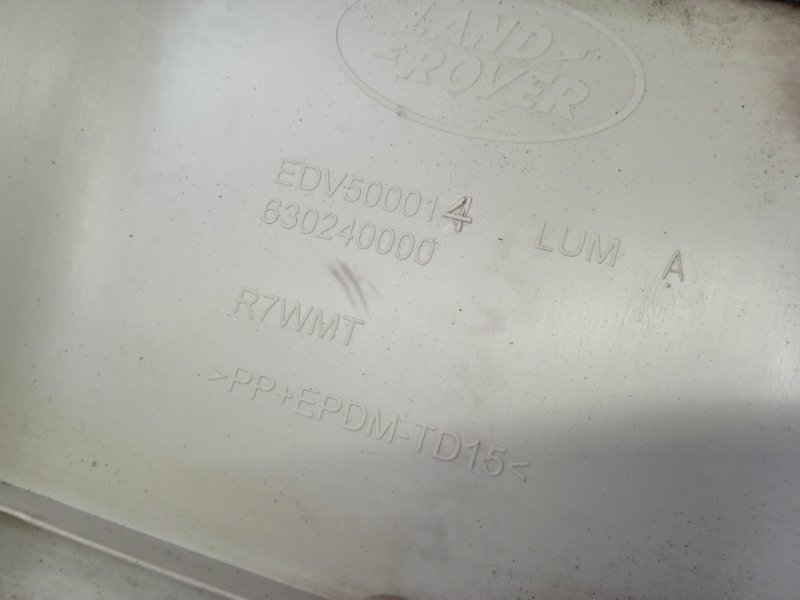 LAND
ROVER
EDV500014 LUM A
630240000
R7WMT
>PP+EPDM-TD15<